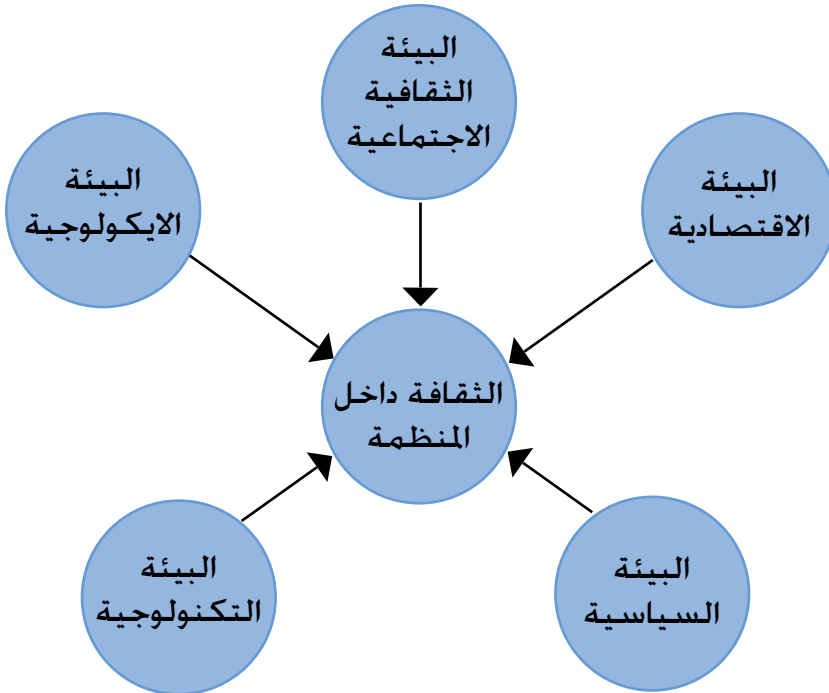 البيئة
الثقافية
الاجتماعية
البيئة
الاقتصادية
البيئة
الايكولوجية
الثقافة داخل
المنظمة
البيئة
السياسية
البيئة
التكنولوجية